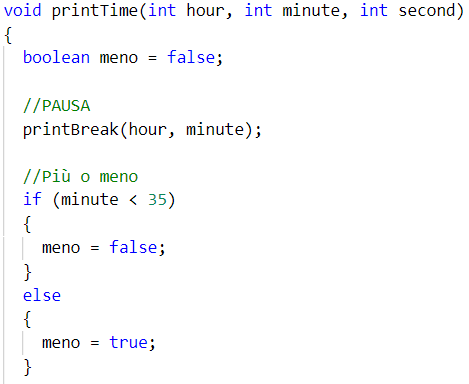 void printTime(int hour, int minute, int second)
{
  boolean meno = false;

  //PAUSA
  printBreak(hour, minute);

  //Più o meno
  if (minute < 35)
  {
    meno = false;
  }
  else
  {
    meno = true;
  }